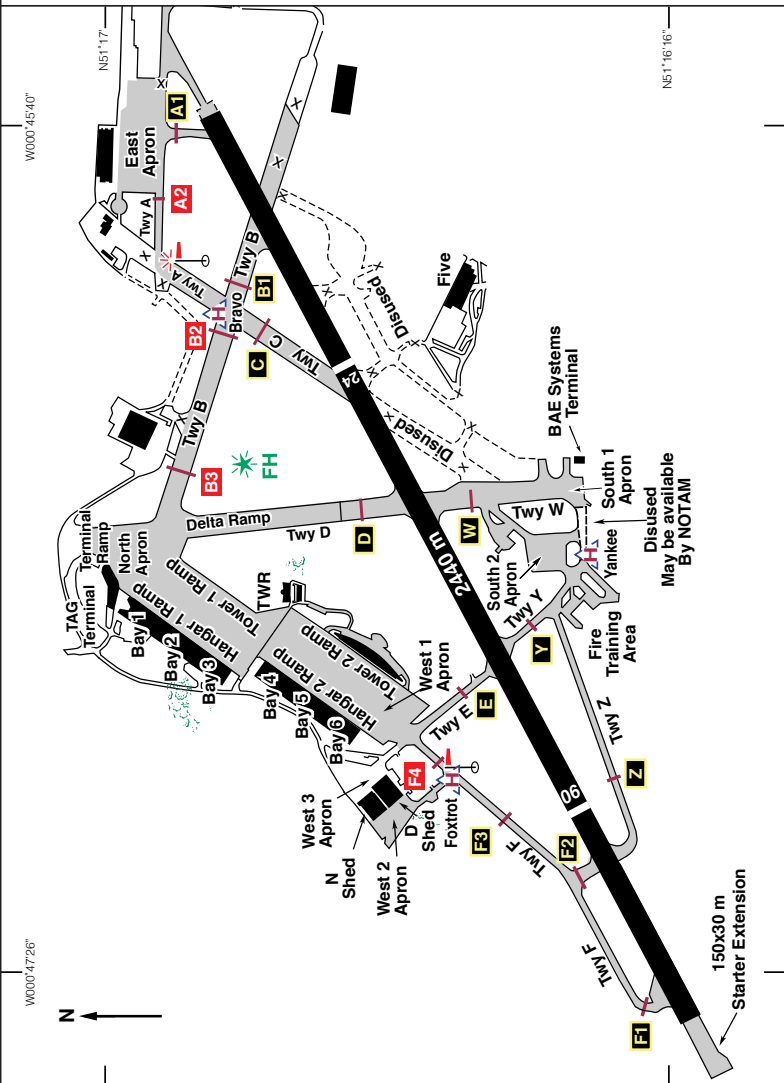 W000°47'26"
W000°45'40"
N51°17'
N51°16'16"
N
TAG
Terminal
Terminal
Ramp
North
Apron
Bay 1
Bay 2
Bay 3
Hangar 1 Ramp
Tower 1 Ramp
TWR
Bay 4
Bay 5
Bay 6
Hangar 2 Ramp
Tower 2 Ramp
West 1
Apron
West 3
Apron
N
Shed
West 2
Apron
D
Shed
F4
H
Foxtrot
F3
Twy F
F2
Twy F
F1
150x30 m
Starter Extension
06
2440 m
24
Twy E
E
Twy Z
Z
Y
Twy Y
Fire
Training
Area
South 2
Apron
H
Yankee
Disused
May be available
By NOTAM
South 1
Apron
Twy W
W
BAE Systems
Terminal
Five
Disused
Disused
Delta Ramp
Twy D
D
B3
FH
Twy B
B2
H
Bravo
B1
Twy B
C
Twy C
Twy A
Twy A
A2
A1
East
Apron
X
X
X
X
X
X
X
X
X
X
X
X
X